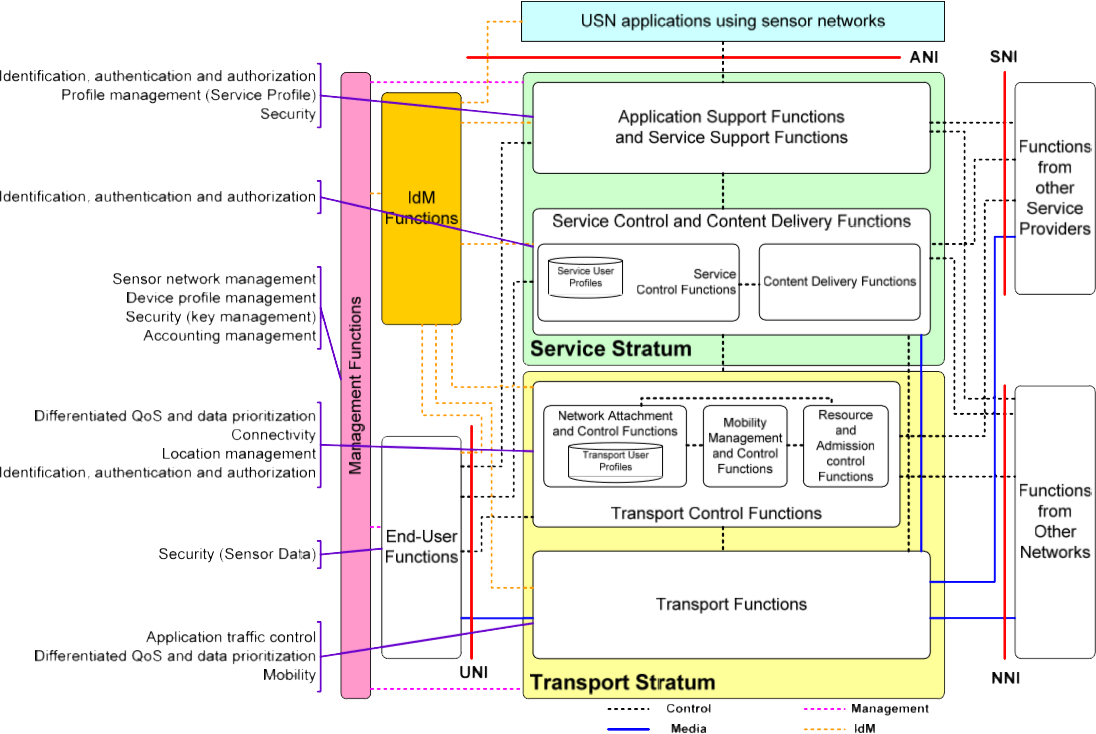 USN applications using sensor networks
ANI
SNI
Identification, authentication and authorization
Profile management (Service Profile)
Security
Application Support Functions
and Service Support Functions
Functions
from
other
Service
Providers
Identification, authentication and authorization
IdM
Functions
Service Control and Content Delivery Functions
Service User
Profiles
Service
Control Functions
Content Delivery Functions
Service Stratum
Sensor network management
Device profile management
Security (key management)
Accounting management
Management Functions
Differentiated QoS and data prioritization
Connectivity
Location management
Identification, authentication and authorization
Network Attachment
and Control Functions
Transport User
Profiles
Mobility
Management
and Control
Functions
Resource
and
Admission
control
Functions
Transport Control Functions
Functions
from
Other
Networks
Security (Sensor Data)
End-User
Functions
Transport Functions
Application traffic control
Differentiated QoS and data prioritization
Mobility
UNI
Transport Stratum
NNI
Control
Management
Media
IdM